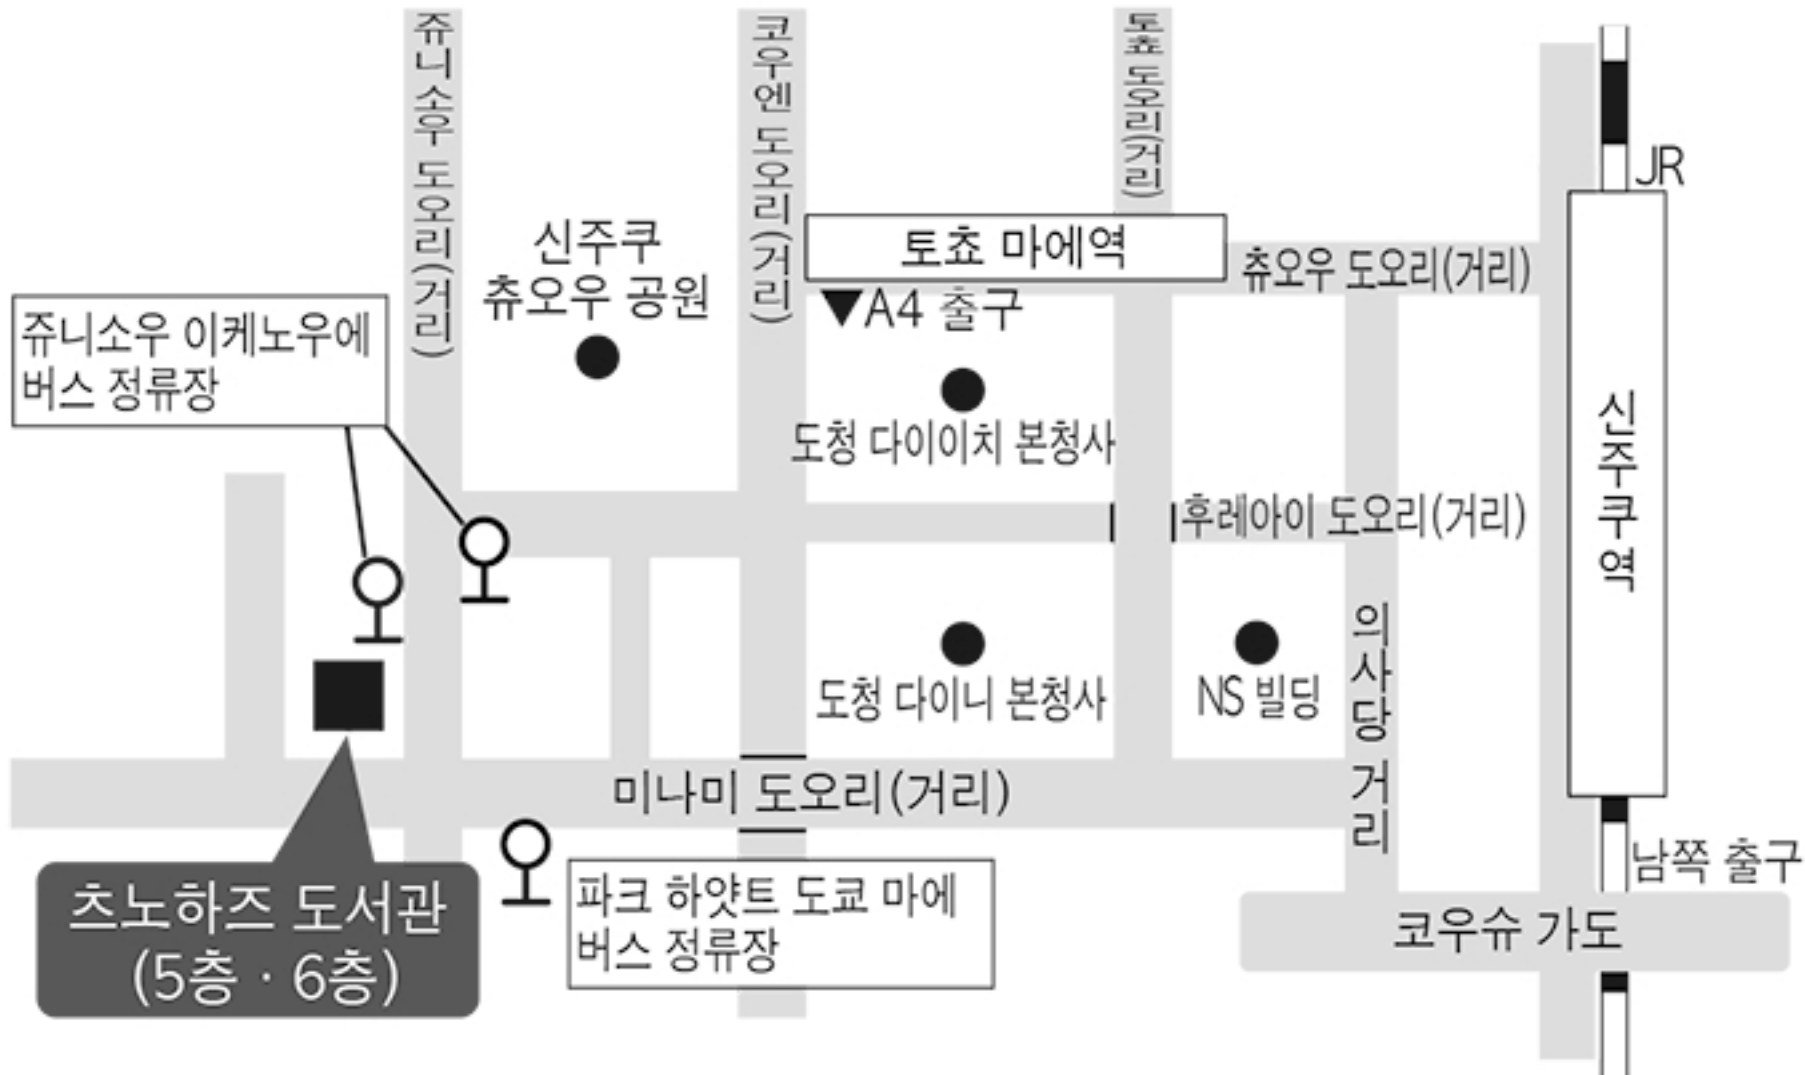 쥬니소우 도오리(거리)
코우엔 도오리(거리)
토쵸 도오리(거리)
JR
신주쿠
츄오우 공원
토쵸 마에역
츄오우 도오리(거리)
▼A4 출구
쥬니소우 이케노우에
버스 정류장
도청 다이이치 본청사
신주쿠역
후레아이 도오리(거리)
의사당 거리
도청 다이니 본청사
NS 빌딩
미나미 도오리(거리)
남쪽 출구
츠노하즈 도서관
(5층 · 6층)
파크 하얏트 도쿄 마에
버스 정류장
코우슈 가도